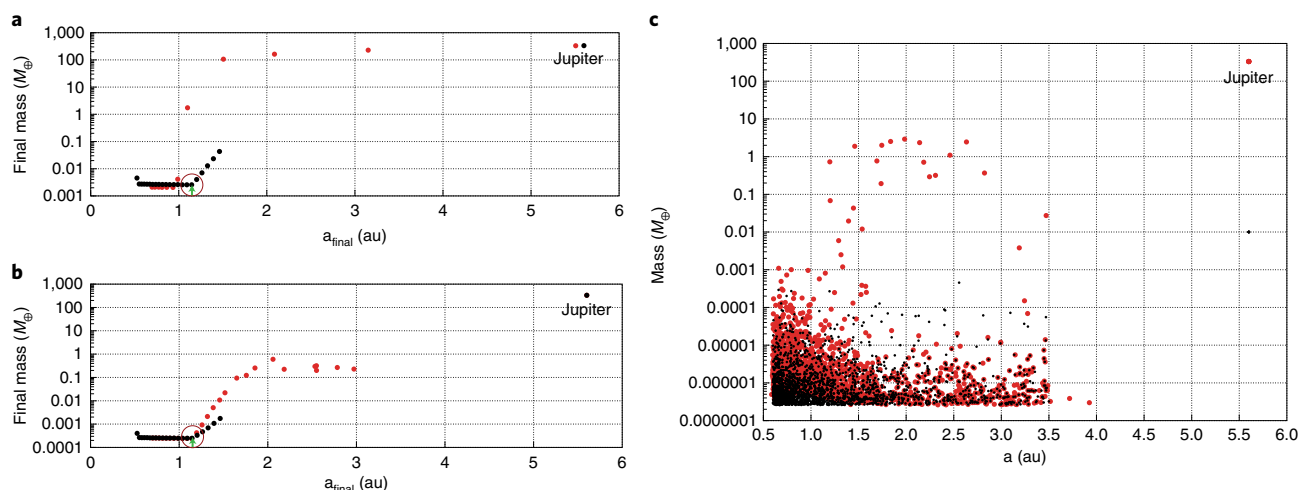 a
1,000
100
10
1
0.1
0.01
0.001
Final mass (M⊕)
Jupiter
0 1 2 3 4 5 6
a_final (au)
b
1,000
100
10
1
0.1
0.01
0.001
0.0001
Final mass (M⊕)
Jupiter
0 1 2 3 4 5 6
a_final (au)
c
1,000
100
10
1
0.1
0.01
0.001
0.0001
0.00001
0.000001
0.0000001
Mass (M⊕)
Jupiter
0.5 1.0 1.5 2.0 2.5 3.0 3.5 4.0 4.5 5.0 5.5 6.0
a (au)